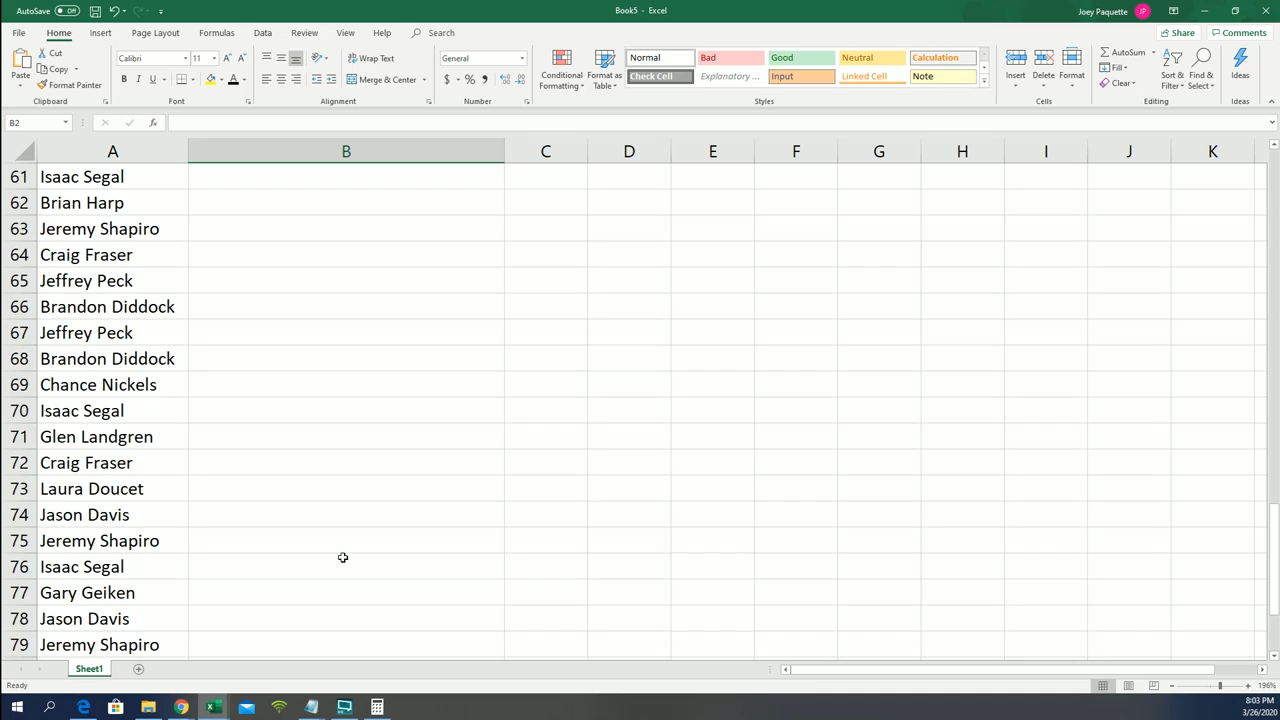 AutoSave Off
Book5 - Excel
Joey Paquette JP
File Home Insert Page Layout Formulas Data Review View Help Search Share Comments
Paste Cut Copy Format Painter Clipboard
Calibri 11 B I U A Font
Wrap Text Merge & Center Alignment
General $ % , Number
Conditional Formatting Format as Table
Normal Bad Good Neutral Calculation
Check Cell Explanatory ... Input Linked Cell Note
Styles
Insert Delete Format Cells
AutoSum Fill Clear Sort & Filter Find & Select Editing
Ideas Ideas
B2 fx
A B C D E F G H I J K
61 Isaac Segal
62 Brian Harp
63 Jeremy Shapiro
64 Craig Fraser
65 Jeffrey Peck
66 Brandon Diddock
67 Jeffrey Peck
68 Brandon Diddock
69 Chance Nickels
70 Isaac Segal
71 Glen Landgren
72 Craig Fraser
73 Laura Doucet
74 Jason Davis
75 Jeremy Shapiro
76 Isaac Segal
77 Gary Geiken
78 Jason Davis
79 Jeremy Shapiro
Sheet1
Ready 196%
8:03 PM
3/26/2020